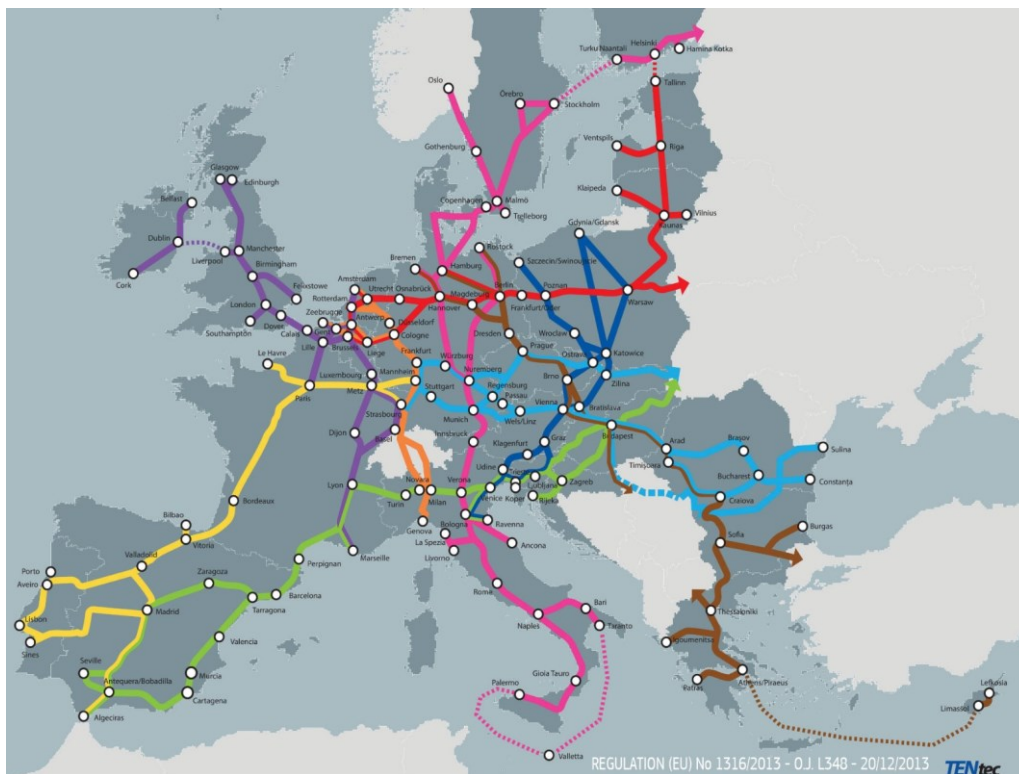 Helsinki
Turku Naantali
Hamina Kotka
Oslo
Örebro
Stockholm
Tallinn
Gothenburg
Ventspils
Riga
Glasgow
Edinburgh
Belfast
Klaipeda
Copenhagen
Malmö
Trelleborg
Vilnius
Kaunas
Gdynia/Gdansk
Dublin
Liverpool
Manchester
Birmingham
Cork
Rostock
Bremen
Hamburg
Szczecin/Swinoujscie
Felixstowe
Amsterdam
Rotterdam
Utrecht
Osnabrück
Hannover
Magdeburg
Berlin
Frankfurt/Oder
Poznan
Warsaw
London
Southampton
Dover
Calais
Zeebrugge
Antwerp
Düsseldorf
Cologne
Dresden
Wroclaw
Lille
Brussels
Liege
Le Havre
Frankfurt
Prague
Ostrava
Katowice
Luxembourg
Mannheim
Würzburg
Nuremberg
Paris
Metz
Stuttgart
Regensburg
Passau
Brno
Zilina
Strasbourg
Munich
Wels/Linz
Vienna
Bratislava
Dijon
Basel
Innsbruck
Klagenfurt
Graz
Budapest
Arad
Braşov
Sulina
Timişoara
Bucharest
Constanţa
Lyon
Turin
Novara
Milan
Verona
Udine
Venice
Koper
Ljubljana
Zagreb
Rijeka
Craiova
Bordeaux
Genova
Bologna
Ravenna
La Spezia
Livorno
Ancona
Bilbao
Vitoria
Valladolid
Marseille
Perpignan
Sofia
Burgas
Porto
Aveiro
Zaragoza
Barcelona
Tarragona
Madrid
Lisbon
Sines
Valencia
Rome
Naples
Bari
Taranto
Thessaloniki
Igoumenitsa
Seville
Antequera/Bobadilla
Murcia
Cartagena
Algeciras
Gioia Tauro
Palermo
Patras
Athens/Piraeus
Lefkosia
Limassol
Valletta
REGULATION (EU) No 1316/2013 - O.J. L348 - 20/12/2013
TENtec